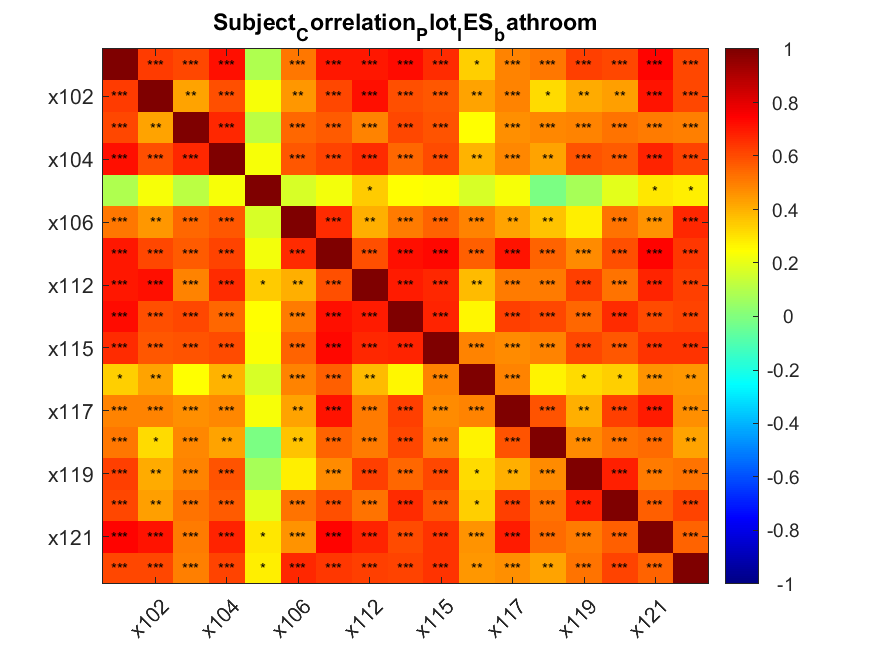 SubjectCorrelationPlotIESbathroom
*** *** *** *** *** *** *** *** * *** *** *** *** *** ***
x102 *** ** *** ** *** *** *** *** ** *** * ** ** *** ***
*** ** *** *** *** *** *** *** *** *** *** *** *** ***
x104 *** *** *** *** *** *** *** *** ** *** ** *** *** *** ***
* * *
x106 *** ** *** *** *** ** *** *** *** ** ** *** *** ***
*** *** *** *** *** *** *** *** *** *** *** *** *** *** ***
x112 *** *** *** *** * ** *** *** *** ** *** *** *** *** *** ***
*** *** *** *** *** *** *** *** *** *** *** *** *** ***
x115 *** *** *** *** *** *** *** *** *** *** *** *** *** *** ***
* ** ** *** *** ** *** *** * * *** **
x117 *** *** *** *** ** *** *** *** *** *** *** ** *** *** ***
*** * *** ** ** *** *** *** *** *** *** *** *** **
x119 *** ** *** *** *** *** *** *** * ** *** *** *** ***
*** ** *** *** *** *** *** *** *** * *** *** *** *** ***
x121 *** *** *** *** * *** *** *** *** *** *** *** *** *** *** ***
*** *** *** *** * *** *** *** *** *** ** *** ** *** *** ***
x102 x104 x106 x112 x115 x117 x119 x121
1
0.8
0.6
0.4
0.2
0
-0.2
-0.4
-0.6
-0.8
-1